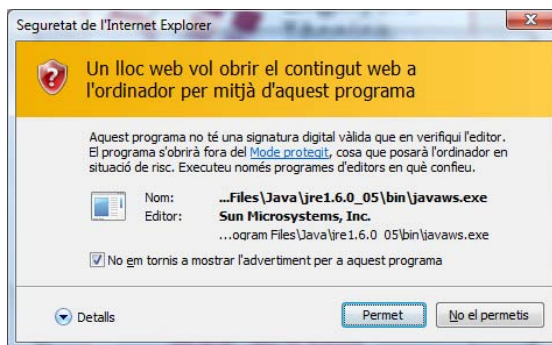 Seguretat de l'Internet Explorer
Un lloc web vol obrir el contingut web a
l'ordinador per mitjà d'aquest programa
Aquest programa no té una signatura digital vàlida que en verifiqui l'editor.
El programa s'obrirà fora del Mode protegit, cosa que posarà l'ordinador en
situació de risc. Executeu només programes d'editors en què confieu.
Nom: ...Files\Java\jre1.6.0_05\bin\javaws.exe
Editor: Sun Microsystems, Inc.
...ogram Files\Java\jre1.6.0_05\bin\javaws.exe
No em tornis a mostrar l'advertiment per a aquest programa
Detalls Permet No el permetis